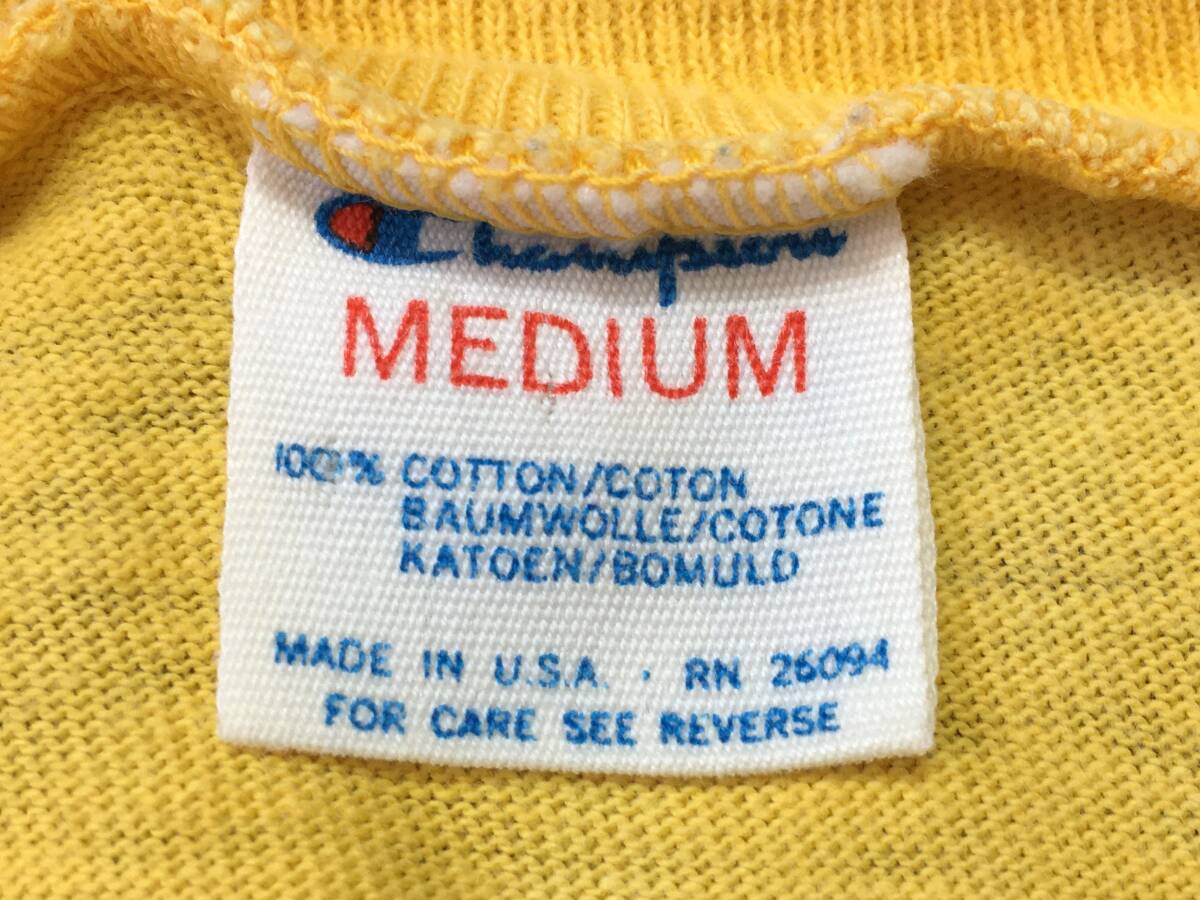 Champion
MEDIUM
100% COTTON/COTON
BAUMWOLLE/COTONE
KATOEN/BOMULD
MADE IN U.S.A. · RN 26094
FOR CARE SEE REVERSE